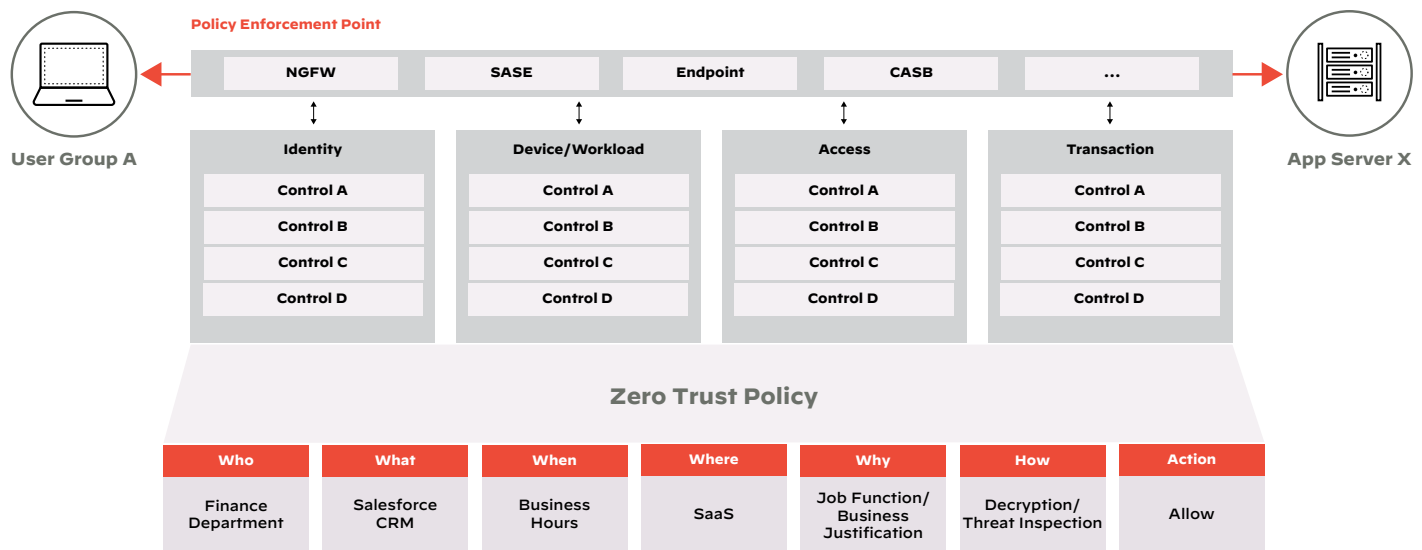 Policy Enforcement Point
NGFW
SASE
Endpoint
CASB
...
User Group A
App Server X
Identity
Control A
Control B
Control C
Control D
Device/Workload
Control A
Control B
Control C
Control D
Access
Control A
Control B
Control C
Control D
Transaction
Control A
Control B
Control C
Control D
Zero Trust Policy
Who
Finance
Department
What
Salesforce
CRM
When
Business
Hours
Where
SaaS
Why
Job Function/
Business
Justification
How
Decryption/
Threat Inspection
Action
Allow